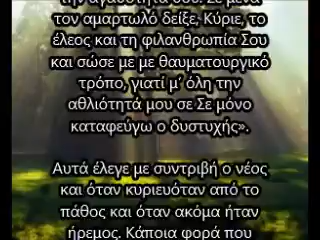 την αγαθότητά σου. Σε μένα
τον αμαρτωλό δείξε, Κύριε, το
έλεος και τη φιλανθρωπία Σου
και σώσε με με θαυματουργικό
τρόπο, γιατί μ’ όλη την
αθλιότητά μου σε Σε μόνο
καταφεύγω ο δυστυχής».
Αυτά έλεγε με συντριβή ο νέος
και όταν κυριευόταν από το
πάθος και όταν ακόμα ήταν
ήρεμος. Κάποια φορά που